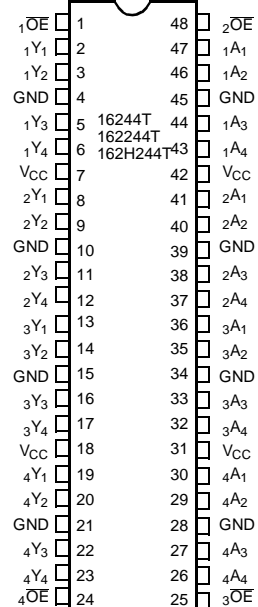 1OE 1 48 2OE
1Y1 2 47 1A1
1Y2 3 46 1A2
GND 4 45 GND
1Y3 5 16244T 44 1A3
162244T
1Y4 6 162H244T 43 1A4
VCC 7 42 VCC
2Y1 8 41 2A1
2Y2 9 40 2A2
GND 10 39 GND
2Y3 11 38 2A3
2Y4 12 37 2A4
3Y1 13 36 3A1
3Y2 14 35 3A2
GND 15 34 GND
3Y3 16 33 3A3
3Y4 17 32 3A4
VCC 18 31 VCC
4Y1 19 30 4A1
4Y2 20 29 4A2
GND 21 28 GND
4Y3 22 27 4A3
4Y4 23 26 4A4
4OE 24 25 3OE